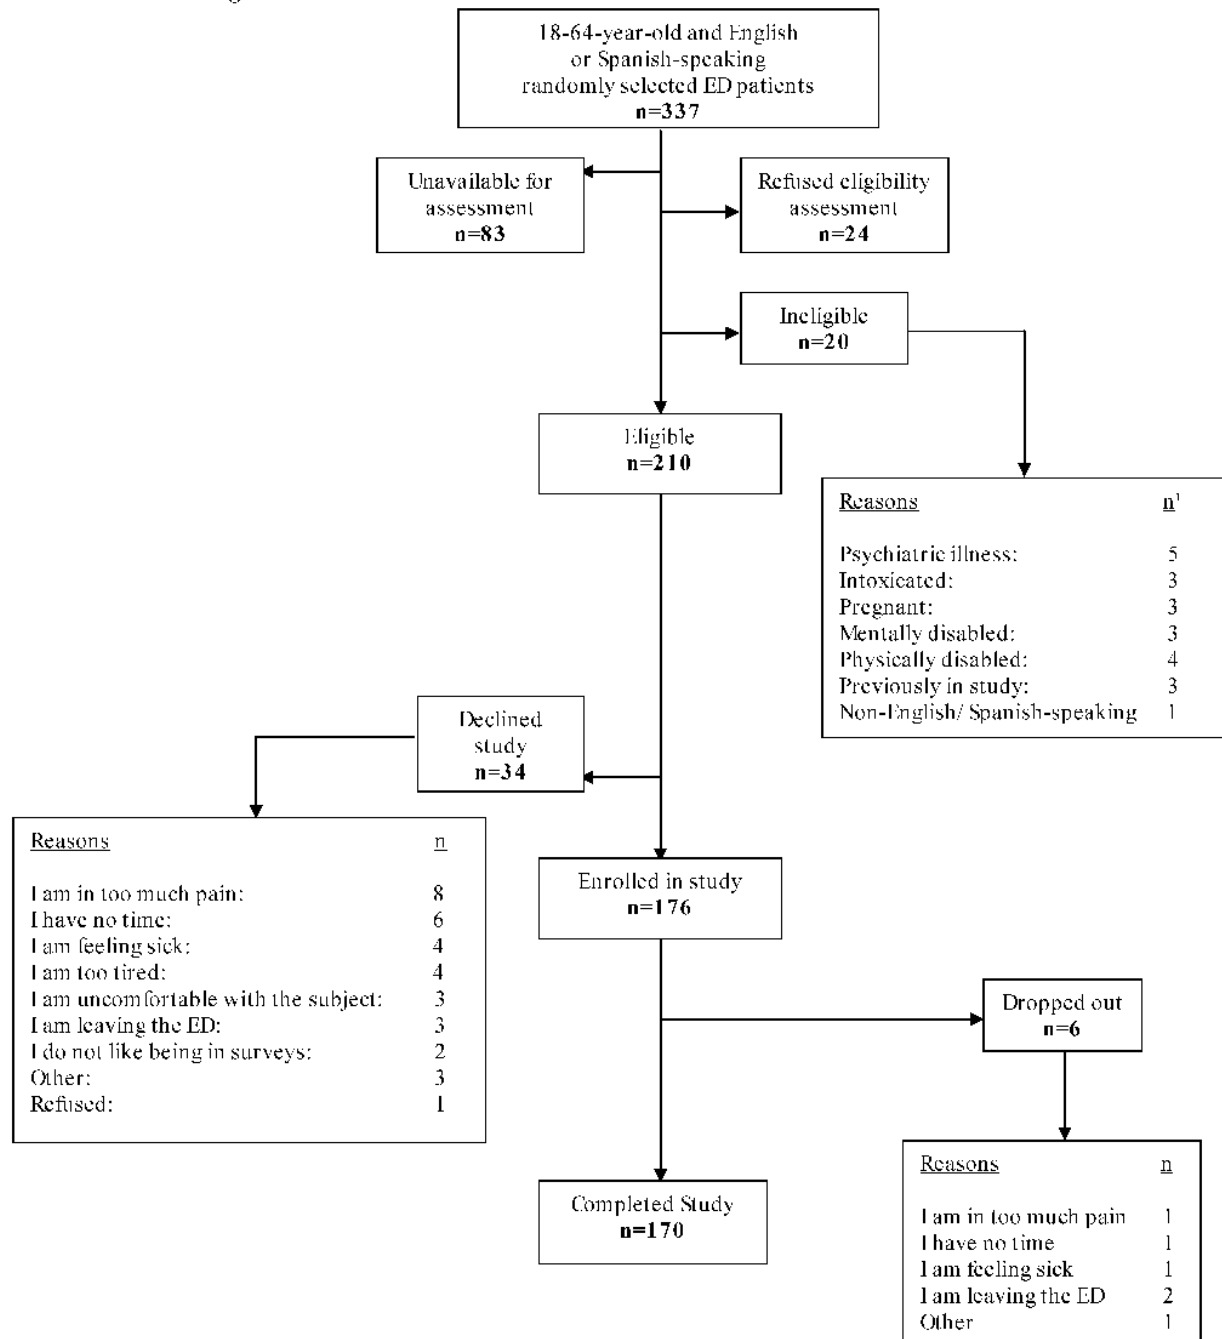 18-64-year-old and English
or Spanish-speaking
randomly selected ED patients
n=337
Unavailable for
assessment
n=83
Refused eligibility
assessment
n=24
Ineligible
n=20
Eligible
n=210
Reasons n¹
Psychiatric illness: 5
Intoxicated: 3
Pregnant: 3
Mentally disabled: 3
Physically disabled: 4
Previously in study: 3
Non-English/ Spanish-speaking 1
Declined
study
n=34
Reasons n
I am in too much pain: 8
I have no time: 6
I am feeling sick: 4
I am too tired: 4
I am uncomfortable with the subject: 3
I am leaving the ED: 3
I do not like being in surveys: 2
Other: 3
Refused: 1
Enrolled in study
n=176
Dropped out
n=6
Reasons n
I am in too much pain 1
I have no time 1
I am feeling sick 1
I am leaving the ED 2
Other 1
Completed Study
n=170